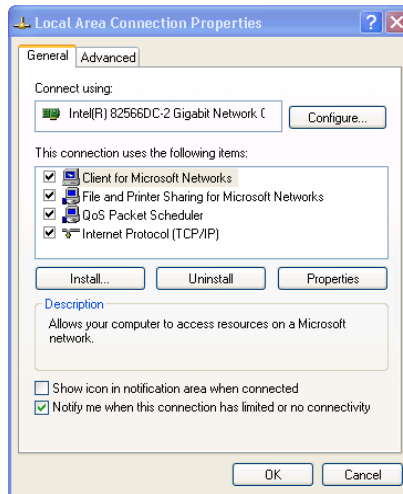 Local Area Connection Properties
General
Advanced
Connect using:
Intel(R) 82566DC-2 Gigabit Network C
Configure...
This connection uses the following items:
Client for Microsoft Networks
File and Printer Sharing for Microsoft Networks
QoS Packet Scheduler
Internet Protocol (TCP/IP)
Install...
Uninstall
Properties
Description
Allows your computer to access resources on a Microsoft
network.
Show icon in notification area when connected
Notify me when this connection has limited or no connectivity
OK
Cancel